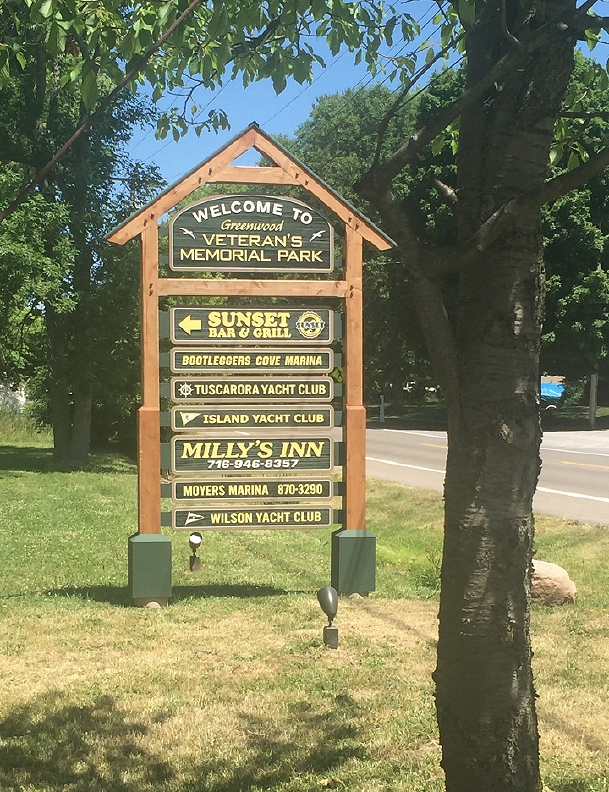 WELCOME TO
Greenwood
VETERAN'S
MEMORIAL PARK
SUNSET
BAR & GRILL
SUNSET
BOOTLEGGERS COVE MARINA
TUSCARORA YACHT CLUB
ISLAND YACHT CLUB
MILLY'S INN
716-946-8357
MOYERS MARINA 870-3290
WILSON YACHT CLUB